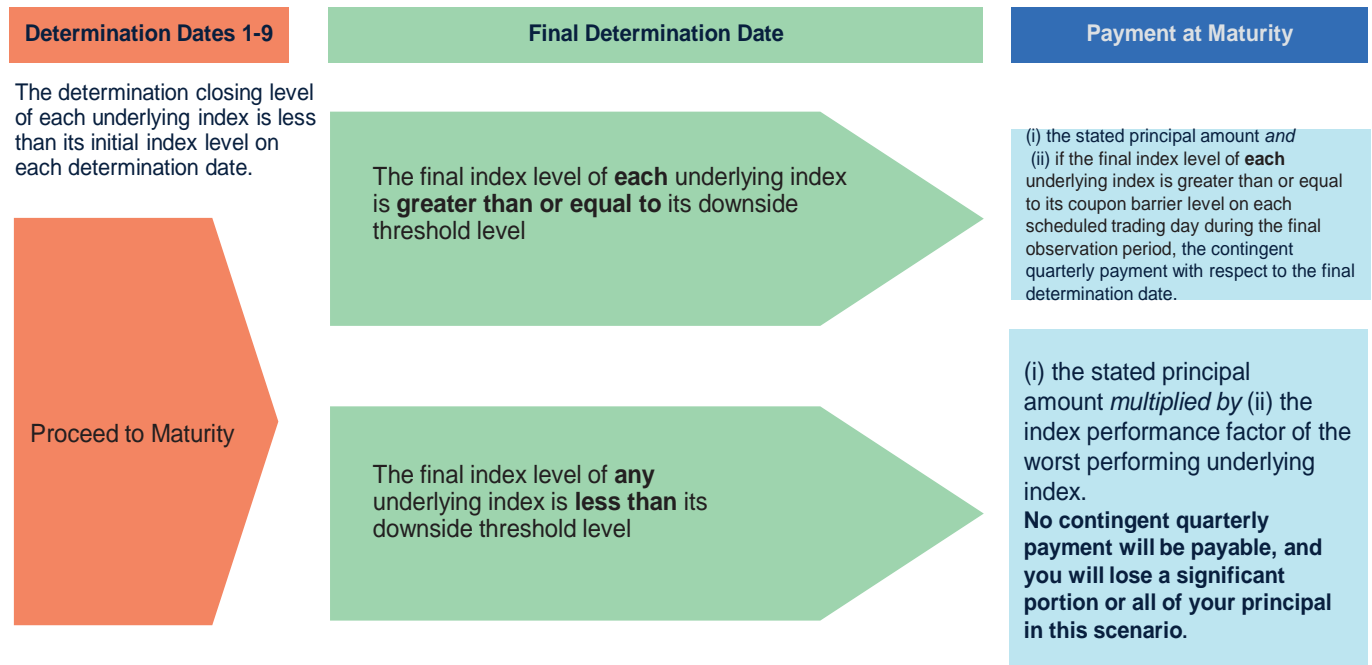 Determination Dates 1-9
Final Determination Date
Payment at Maturity
The determination closing level
of each underlying index is less
than its initial index level on
each determination date.
Proceed to Maturity
The final index level of each underlying index
is greater than or equal to its downside
threshold level
(i) the stated principal amount and
(ii) if the final index level of each
underlying index is greater than or equal
to its coupon barrier level on each
scheduled trading day during the final
observation period, the contingent
quarterly payment with respect to the final
determination date.
The final index level of any
underlying index is less than its
downside threshold level
(i) the stated principal
amount multiplied by (ii) the
index performance factor of the
worst performing underlying
index.
No contingent quarterly
payment will be payable, and
you will lose a significant
portion or all of your principal
in this scenario.